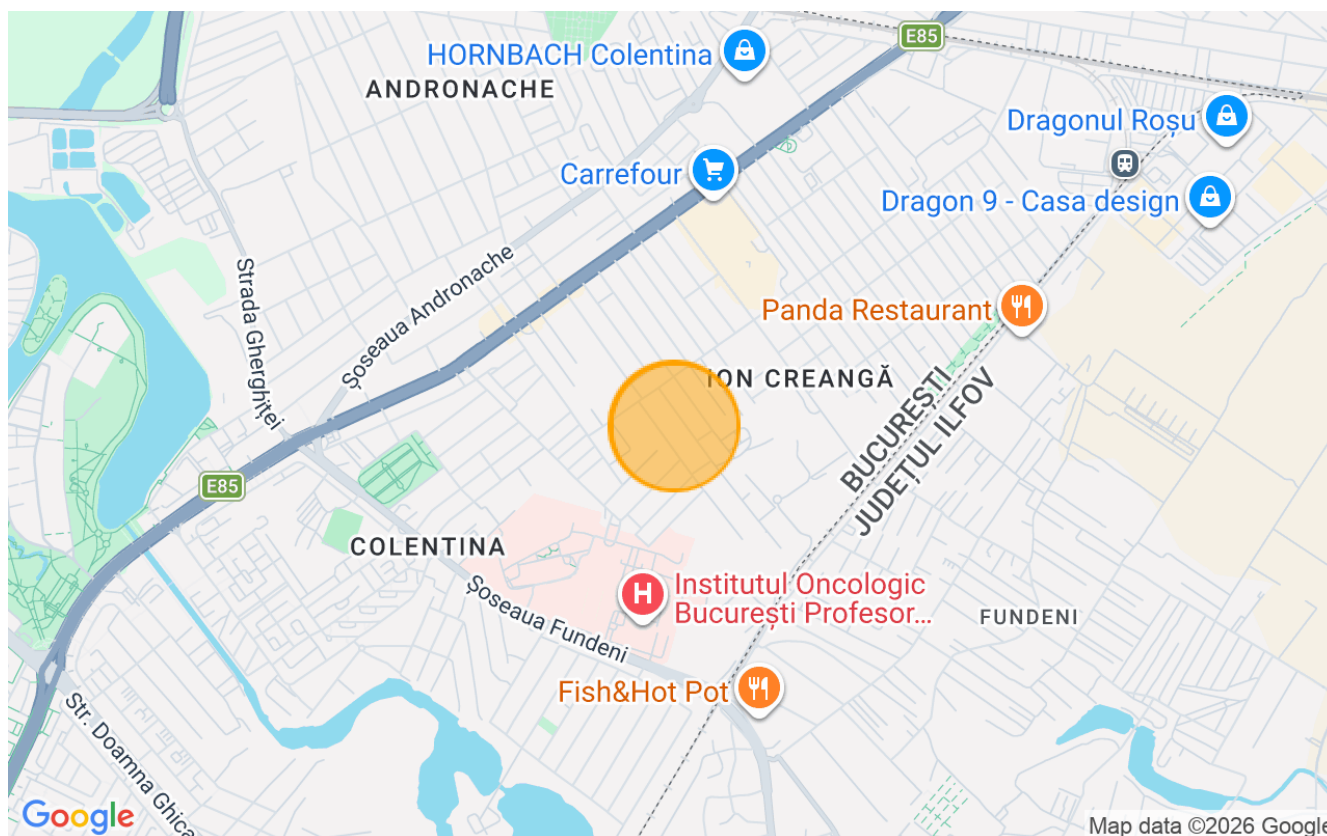 E85
HORNBACH Colentina
ANDRONACHE
Dragonul Roșu
Carrefour
Dragon 9 - Casa design
Strada Gherghiței
Șoseaua Andronache
Panda Restaurant
ION CREANGĂ
BUCUREȘTI
JUDEȚUL ILFOV
E85
COLENTINA
Institutul Oncologic
București Profesor...
Șoseaua Fundeni
FUNDENI
Fish&Hot Pot
Str. Doamna Ghica
Google
Map data ©2026 Google